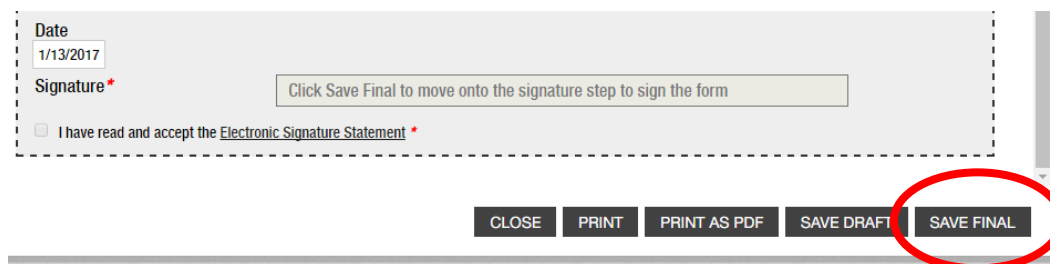 Date
1/13/2017
Signature* Click Save Final to move onto the signature step to sign the form
I have read and accept the Electronic Signature Statement *
CLOSE PRINT PRINT AS PDF SAVE DRAFT SAVE FINAL